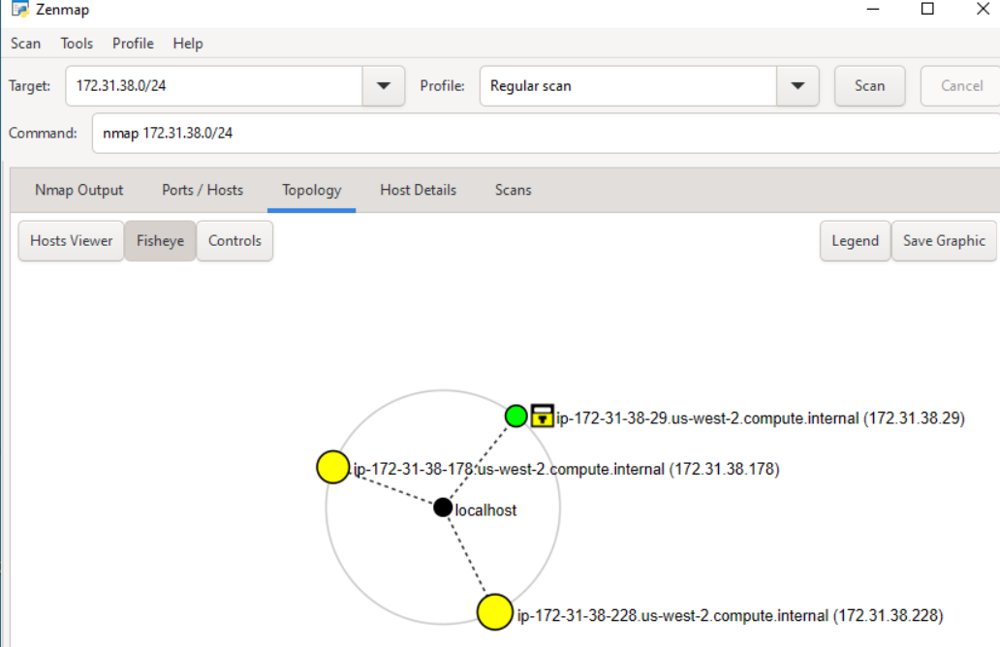 Zenmap
Scan Tools Profile Help
Target: 172.31.38.0/24 Profile: Regular scan Scan Cancel
Command: nmap 172.31.38.0/24
Nmap Output Ports / Hosts Topology Host Details Scans
Hosts Viewer Fisheye Controls Legend Save Graphic
ip-172-31-38-29.us-west-2.compute.internal (172.31.38.29)
ip-172-31-38-178.us-west-2.compute.internal (172.31.38.178)
localhost
ip-172-31-38-228.us-west-2.compute.internal (172.31.38.228)